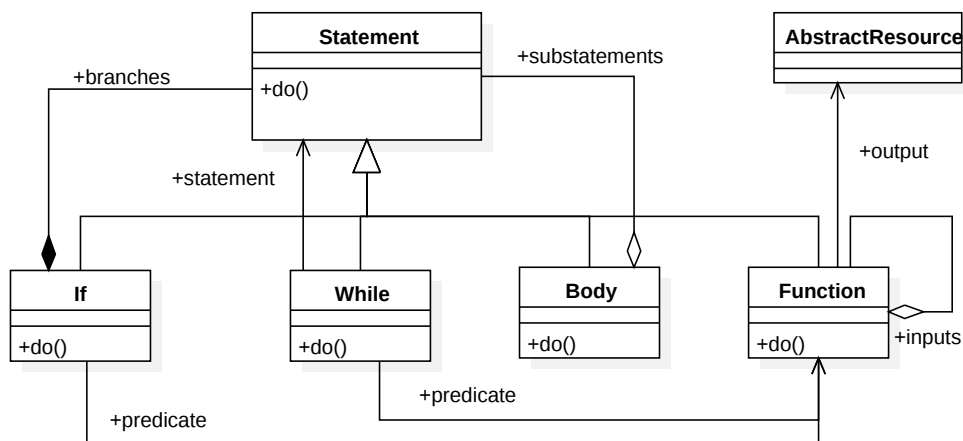 Statement
+substatements
AbstractResource
+branches
+do()
+output
+statement
If
While
Body
Function
+do()
+do()
+do()
+do()
+inputs
+predicate
+predicate